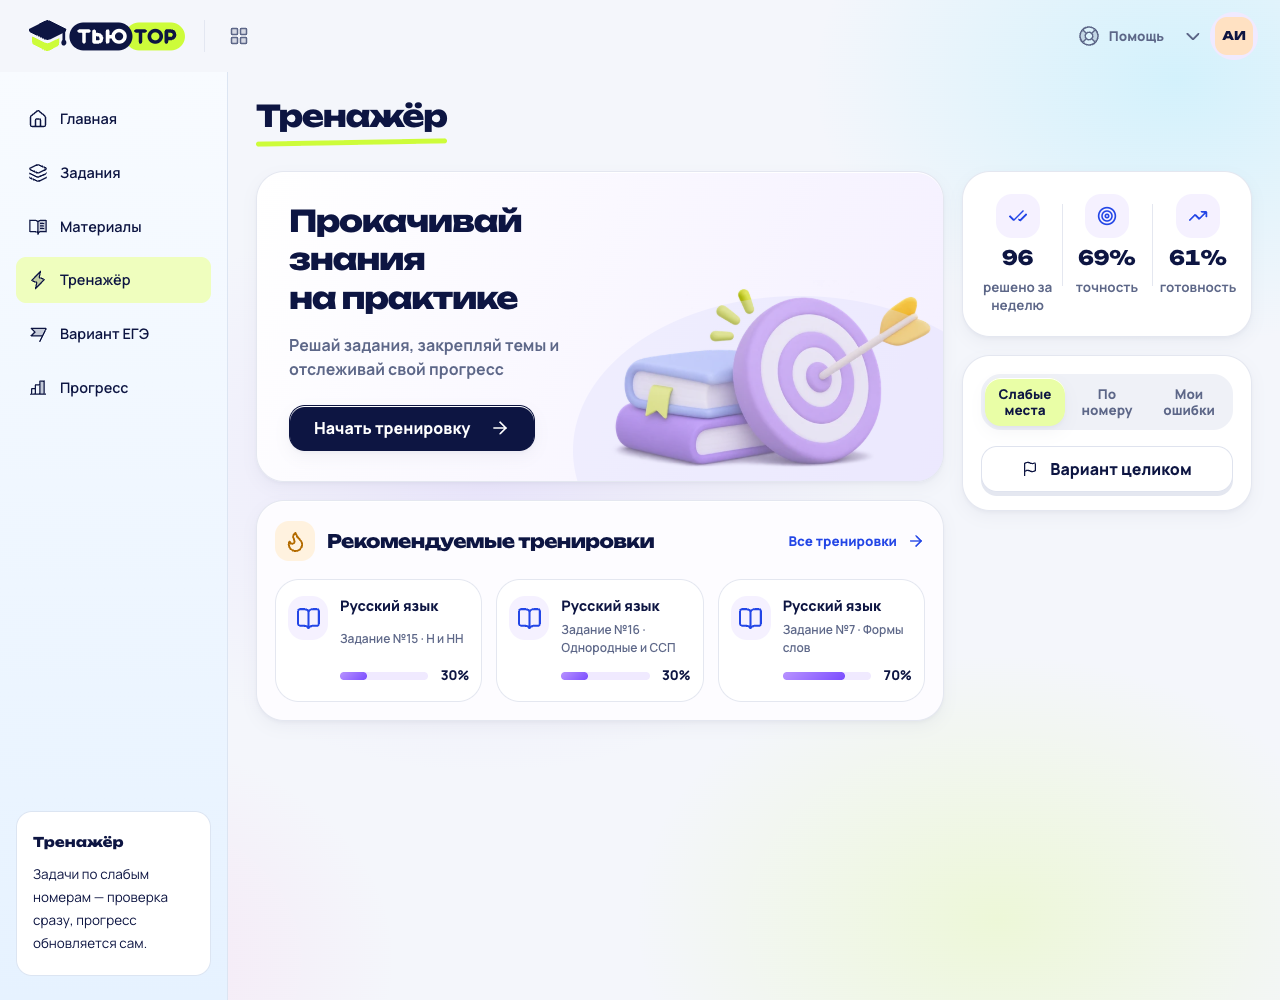 ТЬЮТОР
Помощь
АИ
Главная
Задания
Материалы
Тренажёр
Вариант ЕГЭ
Прогресс
Тренажёр
Задачи по слабым
номерам — проверка
сразу, прогресс
обновляется сам.
Тренажёр
Прокачивай
знания
на практике
Решай задания, закрепляй темы и
отслеживай свой прогресс
Начать тренировку
96
решено за
неделю
69%
точность
61%
готовность
Слабые
места
По
номеру
Мои
ошибки
Вариант целиком
Рекомендуемые тренировки
Все тренировки
Русский язык
Задание №15 · Н и НН
30%
Русский язык
Задание №16 ·
Однородные и ССП
30%
Русский язык
Задание №7 · Формы
слов
70%